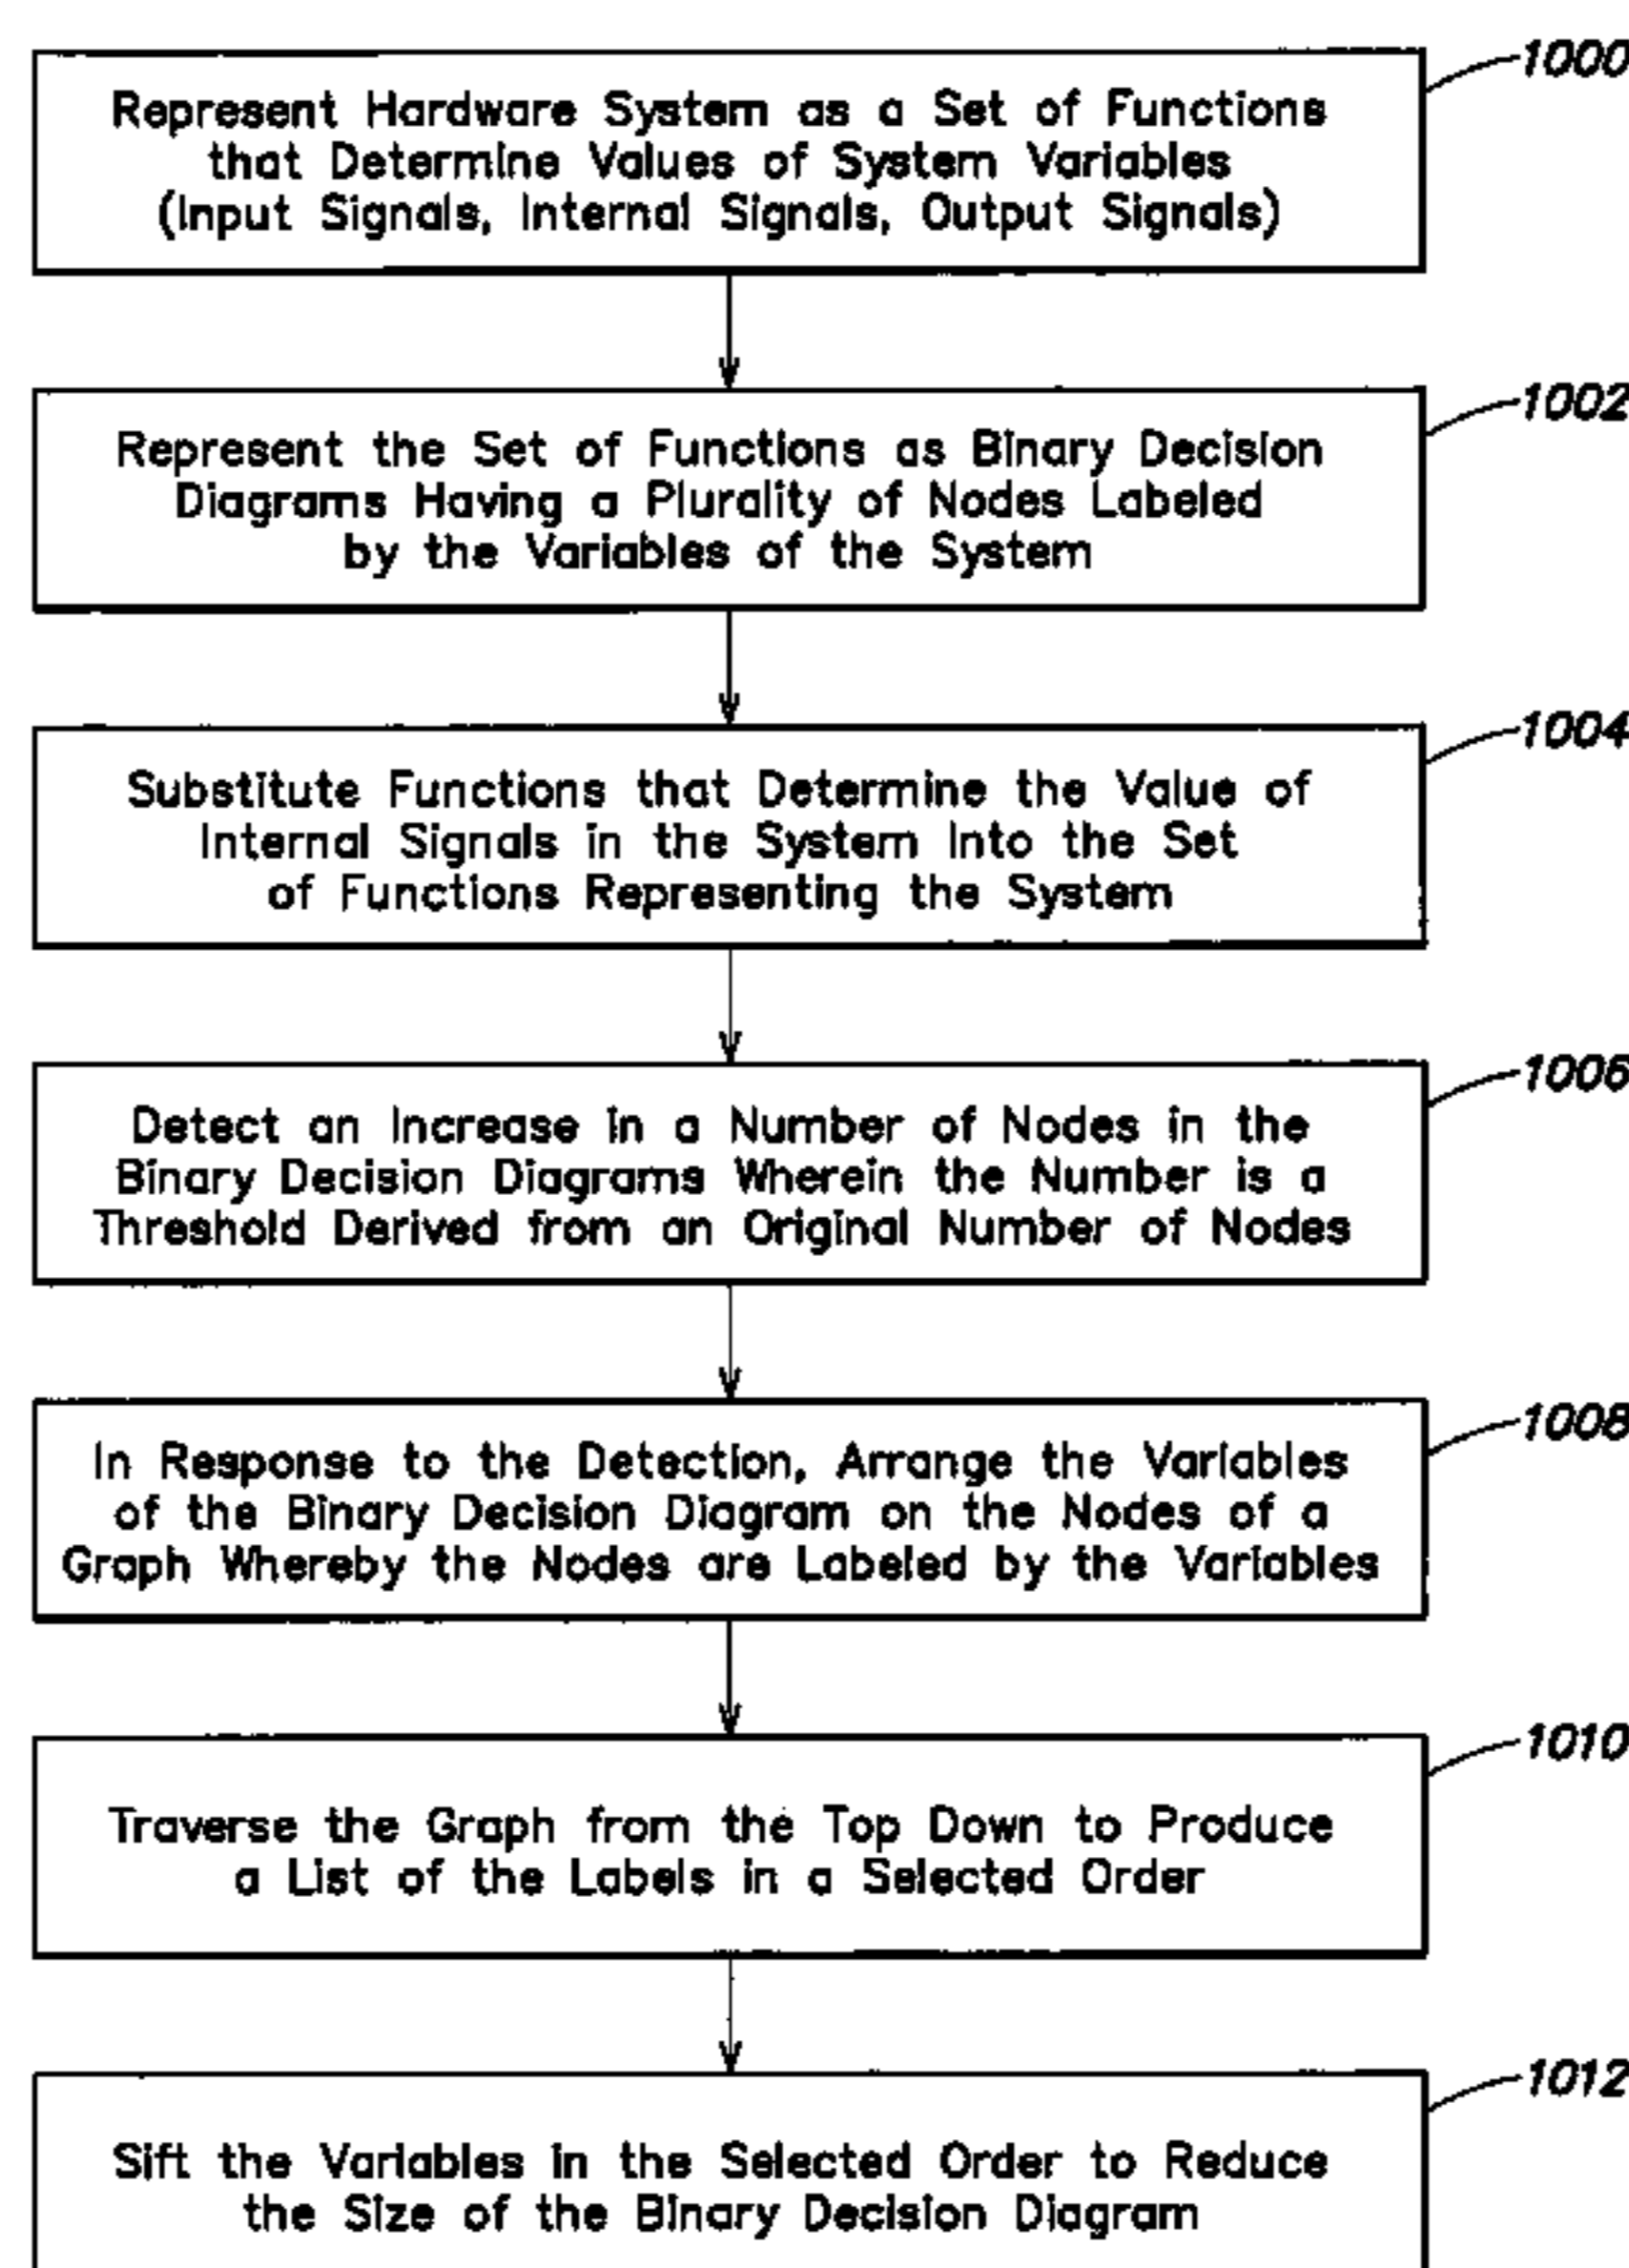 1000
Represent Hardware System as a Set of Functions
that Determine Values of System Variables
(Input Signals, Internal Signals, Output Signals)
1002
Represent the Set of Functions as Binary Decision
Diagrams Having a Plurality of Nodes Labeled
by the Variables of the System
1004
Substitute Functions that Determine the Value of
Internal Signals in the System Into the Set
of Functions Representing the System
1006
Detect an Increase in a Number of Nodes in the
Binary Decision Diagrams Wherein the Number is a
Threshold Derived from an Original Number of Nodes
1008
In Response to the Detection, Arrange the Variables
of the Binary Decision Diagram on the Nodes of a
Graph Whereby the Nodes are Labeled by the Variables
1010
Traverse the Graph from the Top Down to Produce
a List of the Labels in a Selected Order
1012
Sift the Variables in the Selected Order to Reduce
the Size of the Binary Decision Diagram